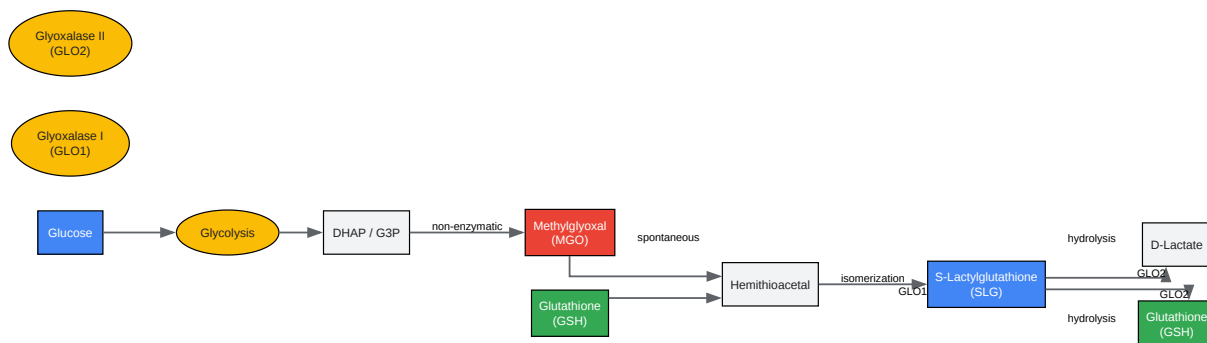 Glyoxalase II
(GLO2)
Glyoxalase I
(GLO1)
Glucose
Glycolysis
DHAP / G3P
non-enzymatic
Methylglyoxal
(MGO)
spontaneous
Glutathione
(GSH)
Hemithioacetal
isomerization
GLO1
S-Lactylglutathione
(SLG)
hydrolysis
GLO2
D-Lactate
hydrolysis
GLO2
Glutathione
(GSH)